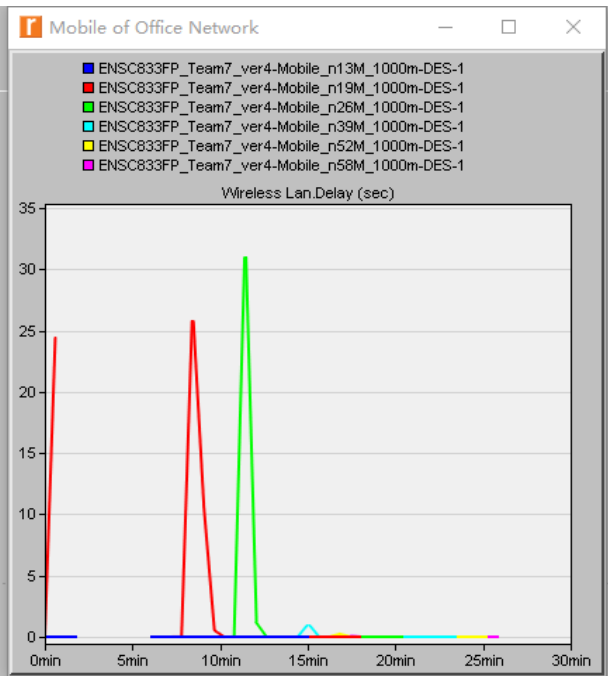 Mobile of Office Network
ENSC833FP_Team7_ver4-Mobile_n13M_1000m-DES-1
ENSC833FP_Team7_ver4-Mobile_n19M_1000m-DES-1
ENSC833FP_Team7_ver4-Mobile_n26M_1000m-DES-1
ENSC833FP_Team7_ver4-Mobile_n39M_1000m-DES-1
ENSC833FP_Team7_ver4-Mobile_n52M_1000m-DES-1
ENSC833FP_Team7_ver4-Mobile_n58M_1000m-DES-1
Wireless Lan.Delay (sec)
35
30
25
20
15
10
5
0
0min 5min 10min 15min 20min 25min 30min